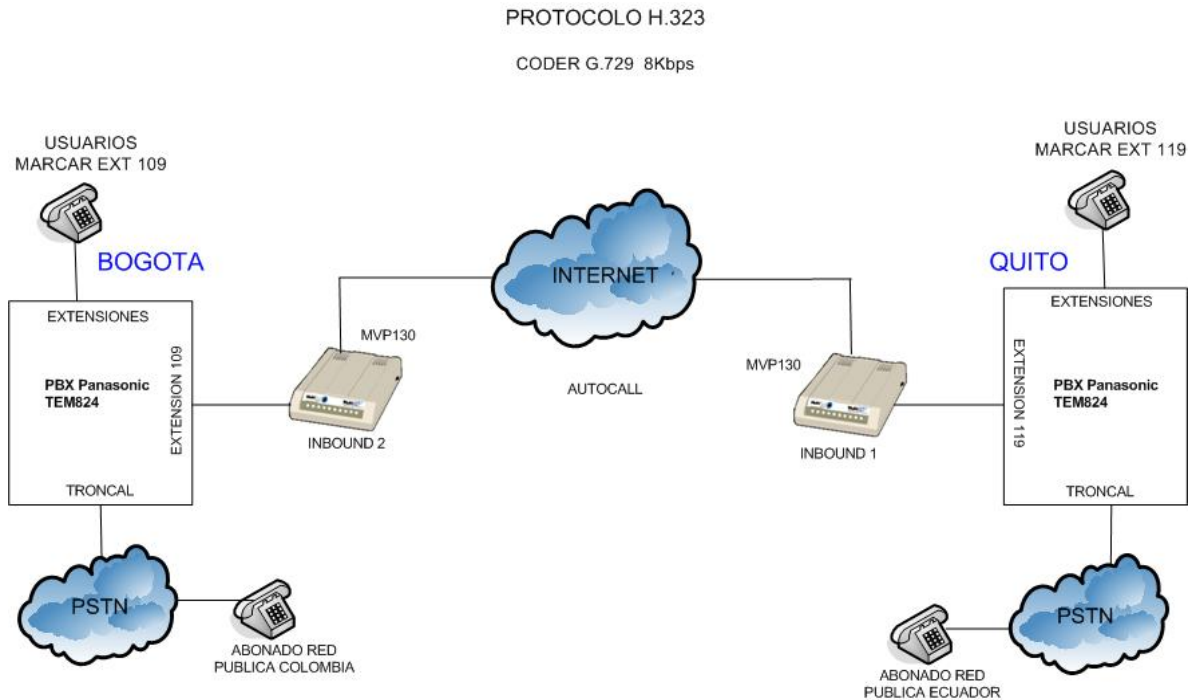 PROTOCOLO H.323
CODER G.729 8Kbps
USUARIOS
MARCAR EXT 109
USUARIOS
MARCAR EXT 119
BOGOTA
INTERNET
QUITO
EXTENSIONES
EXTENSIONES
MVP130
MVP130
PBX Panasonic
TEM824
EXTENSION 109
AUTOCALL
EXTENSION 119
PBX Panasonic
TEM824
INBOUND 2
INBOUND 1
TRONCAL
TRONCAL
PSTN
PSTN
ABONADO RED
PUBLICA COLOMBIA
ABONADO RED
PUBLICA ECUADOR